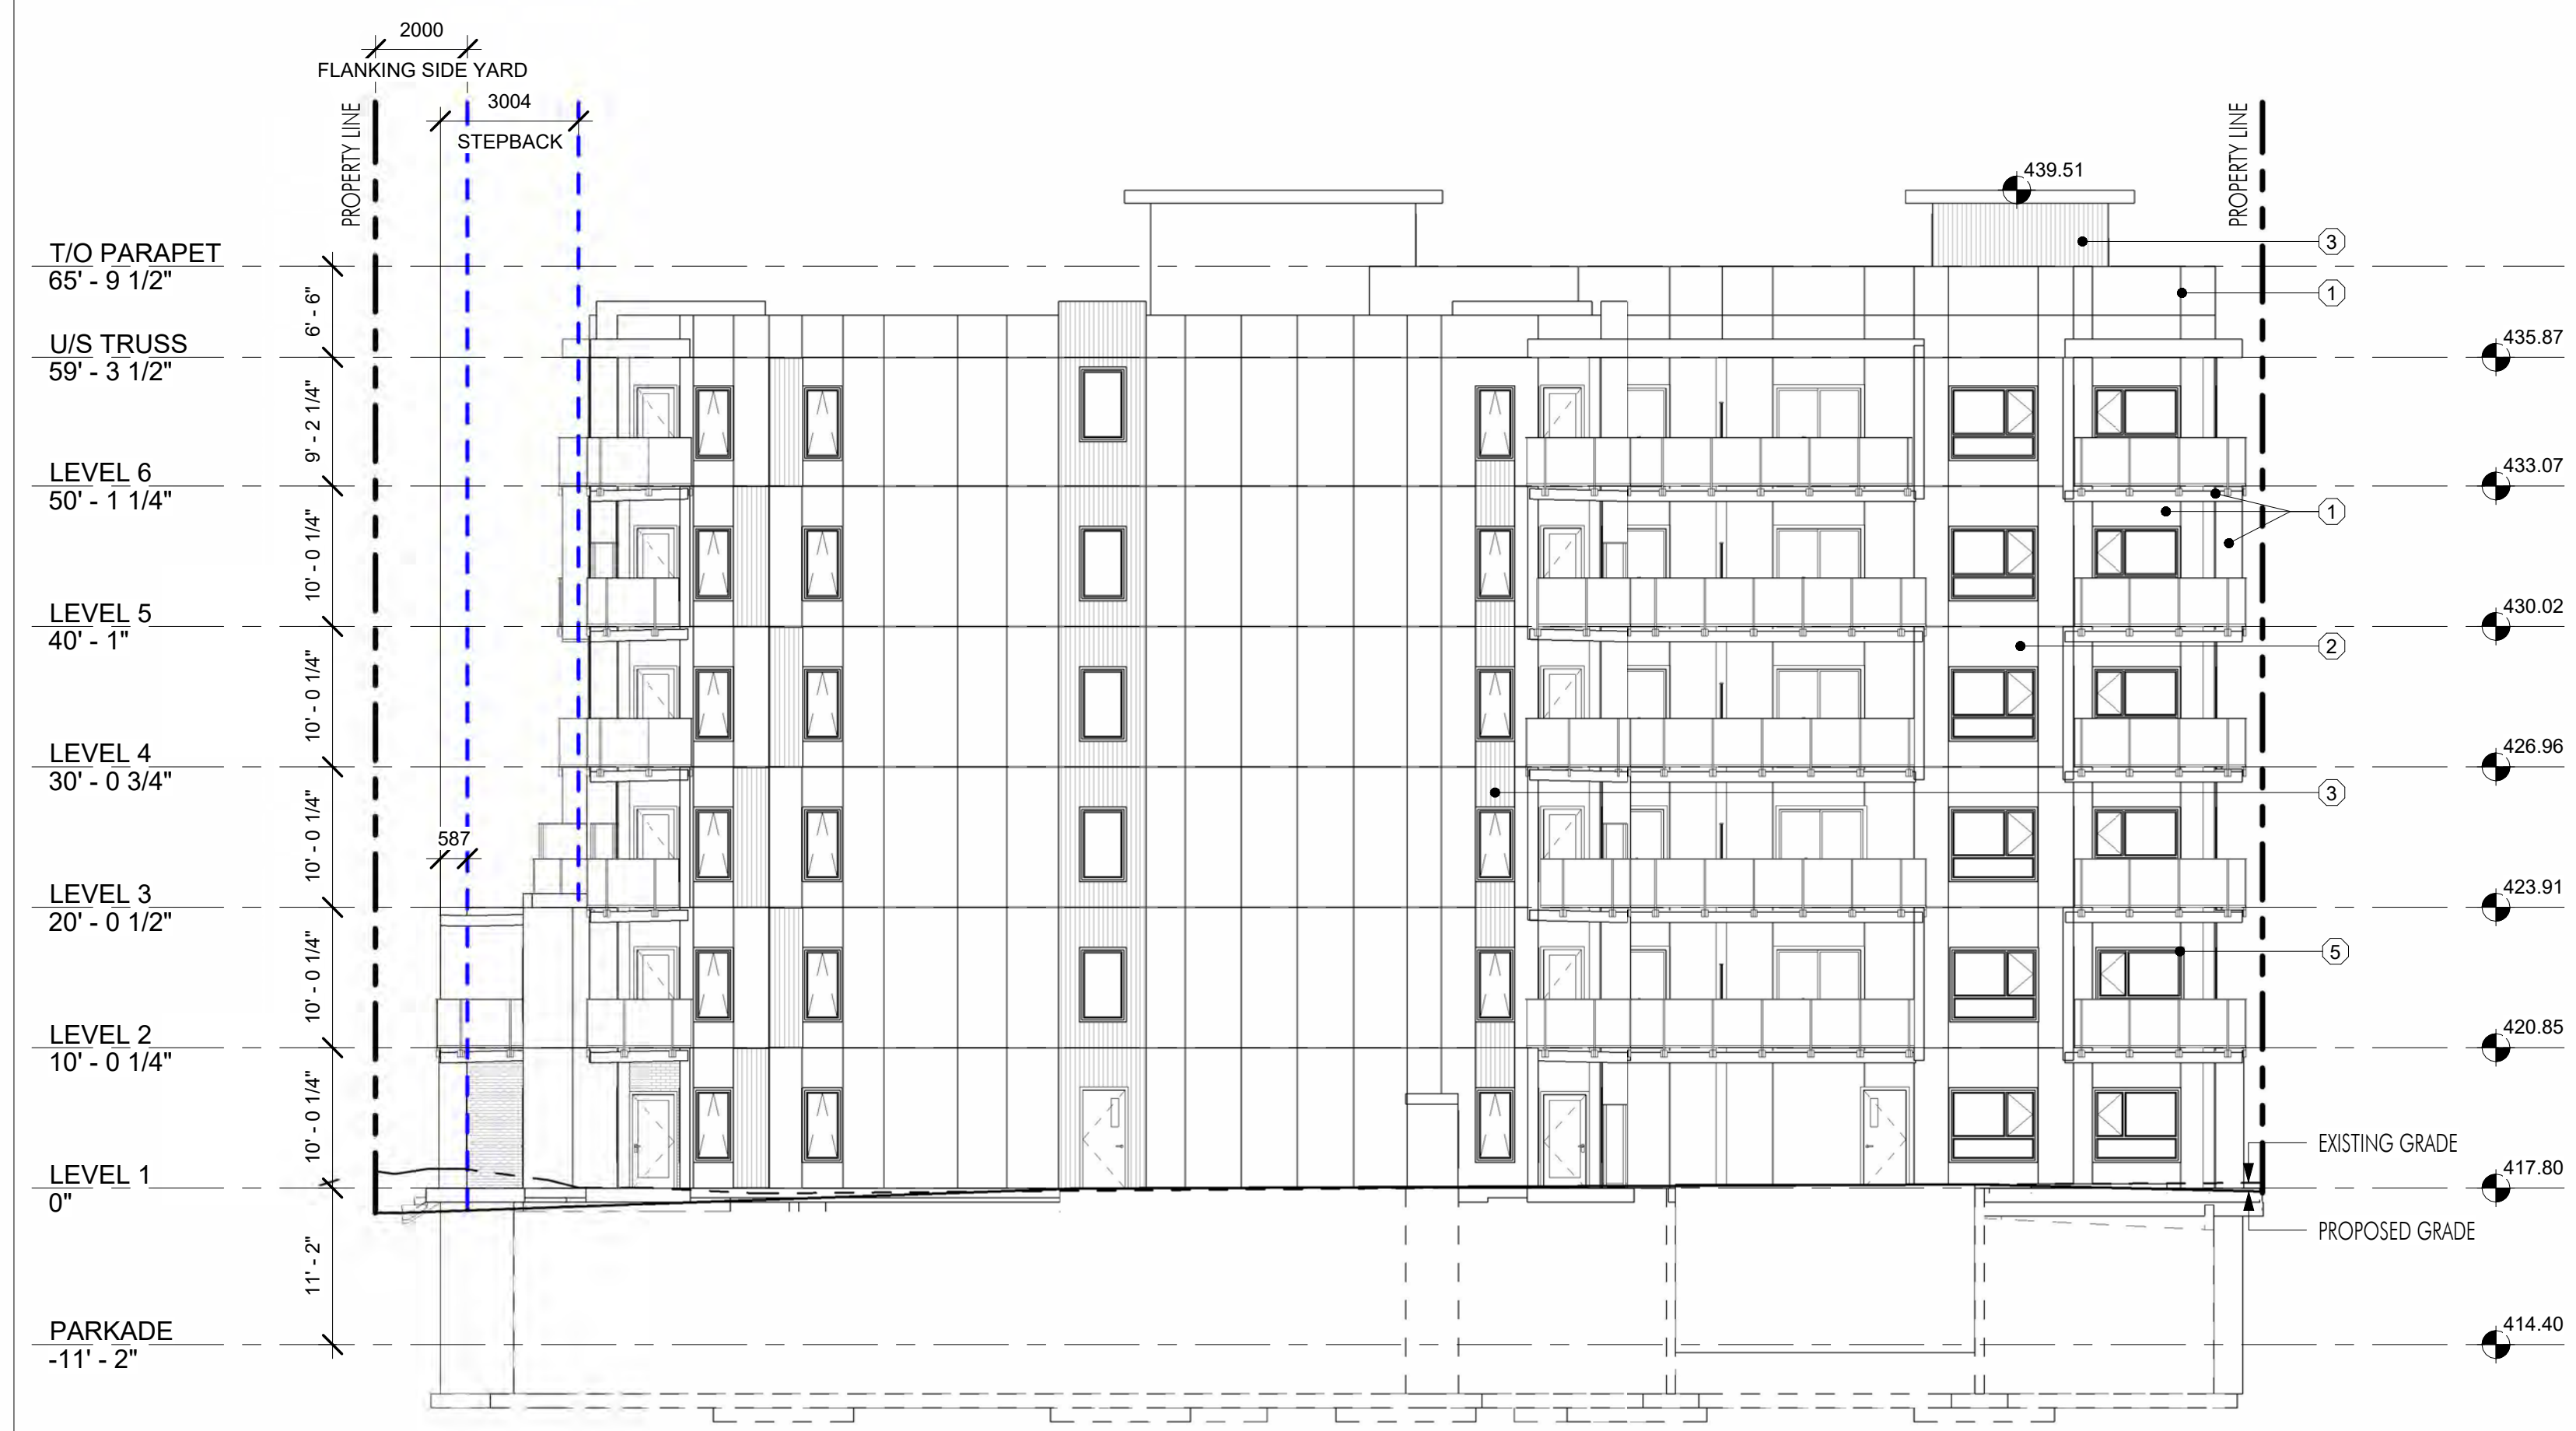 2000
FLANKING SIDE YARD
3004
STEPBACK
PROPERTY LINE
PROPERTY LINE
439.51
3
T/O PARAPET
65' - 9 1/2"
6' - 6"
1
U/S TRUSS
59' - 3 1/2"
435.87
9' - 2 1/4"
LEVEL 6
50' - 1 1/4"
433.07
10' - 0 1/4"
1
LEVEL 5
40' - 1"
430.02
10' - 0 1/4"
2
LEVEL 4
30' - 0 3/4"
426.96
10' - 0 1/4"
3
587
LEVEL 3
20' - 0 1/2"
423.91
10' - 0 1/4"
5
LEVEL 2
10' - 0 1/4"
420.85
10' - 0 1/4"
EXISTING GRADE
LEVEL 1
0"
417.80
PROPOSED GRADE
11' - 2"
PARKADE
-11' - 2"
414.40